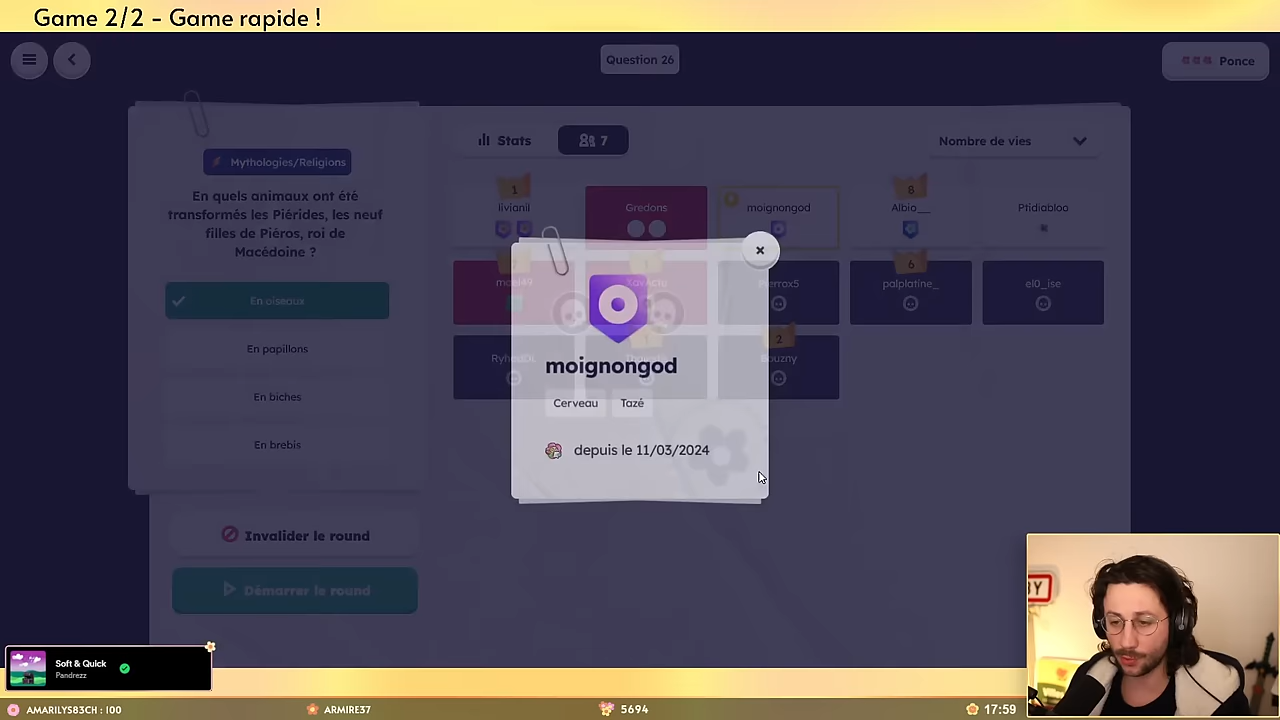 Game 2/2 - Game rapide !
Question 26
Ponce
Mythologies/Religions
En quels animaux ont été
transformés les Piérides, les neuf
filles de Piéros, roi de
Macédoine ?
En oiseaux
En papillons
En biches
En brebis
Invalider le round
Démarrer le round
Stats
7
Nombre de vies
1
livianil
Gredons
moignongod
8
Albio__
Ptidiabloo
Perrox5
6
palplatine_
el0_ise
2
Bouzny
moignongod
Cerveau
Tazé
depuis le 11/03/2024
Soft & Quick
Pandrezz
AMARILYS83CH : 100
ARMIRE37
5694
17:59